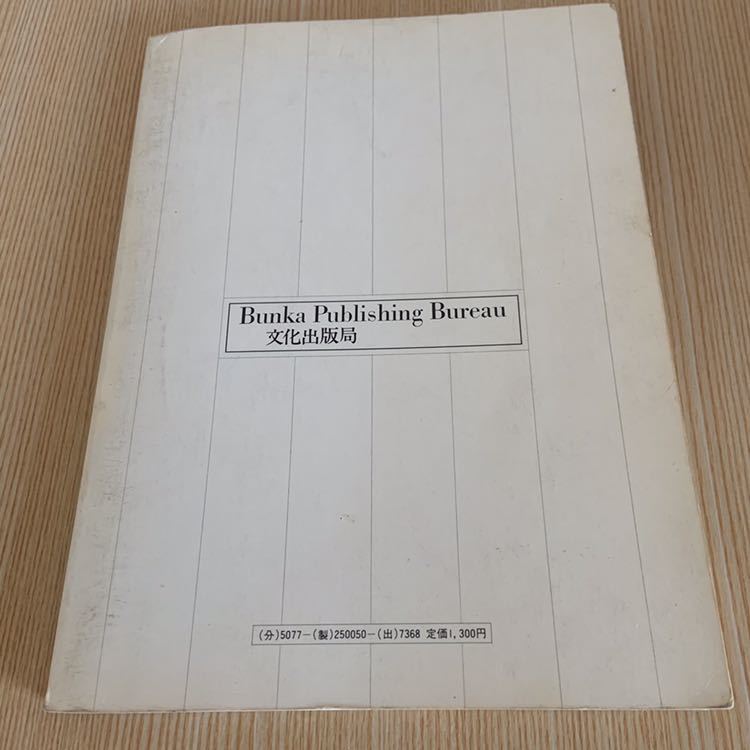 Bunka Publishing Bureau
文化出版局
(分)5077-(製)250050-(出)7368 定価1,300円